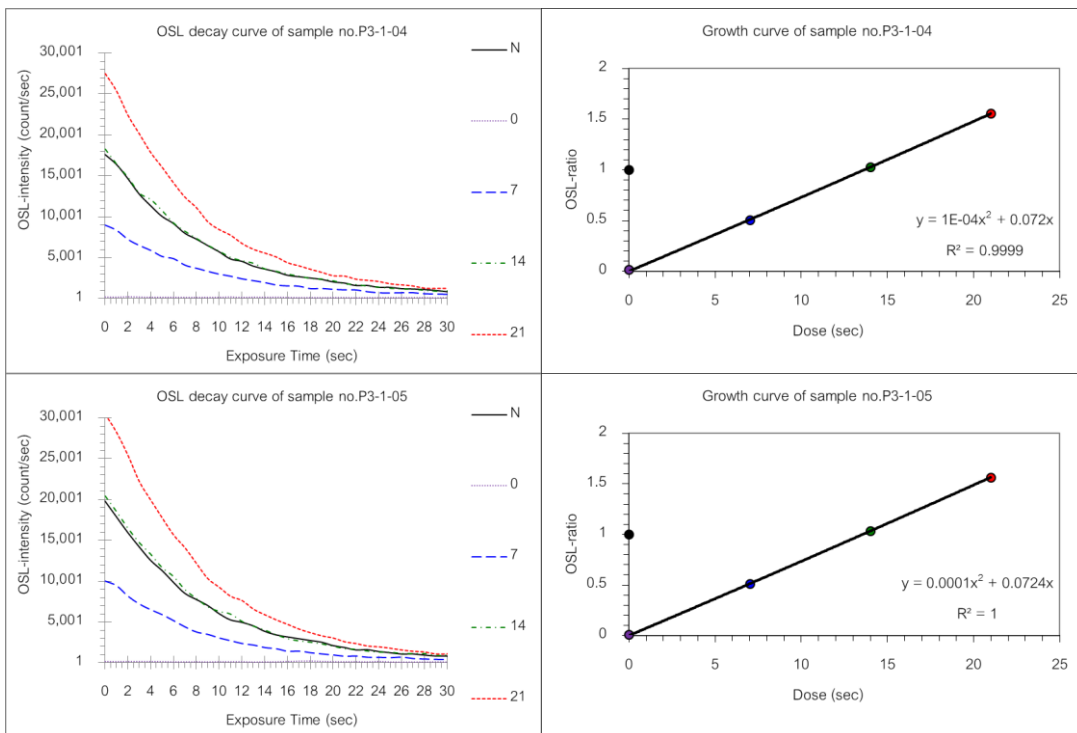 OSL decay curve of sample no.P3-1-04
OSL-intensity (count/sec)
30,001
25,001
20,001
15,001
10,001
5,001
1
0 2 4 6 8 10 12 14 16 18 20 22 24 26 28 30
Exposure Time (sec)
N
0
7
14
21
Growth curve of sample no.P3-1-04
OSL-ratio
2
1.5
1
0.5
0
0 5 10 15 20 25
Dose (sec)
y = 1E-04x² + 0.072x
R² = 0.9999
OSL decay curve of sample no.P3-1-05
OSL-intensity (count/sec)
30,001
25,001
20,001
15,001
10,001
5,001
1
0 2 4 6 8 10 12 14 16 18 20 22 24 26 28 30
Exposure Time (sec)
N
0
7
14
21
Growth curve of sample no.P3-1-05
OSL-ratio
2
1.5
1
0.5
0
0 5 10 15 20 25
Dose (sec)
y = 0.0001x² + 0.0724x
R² = 1